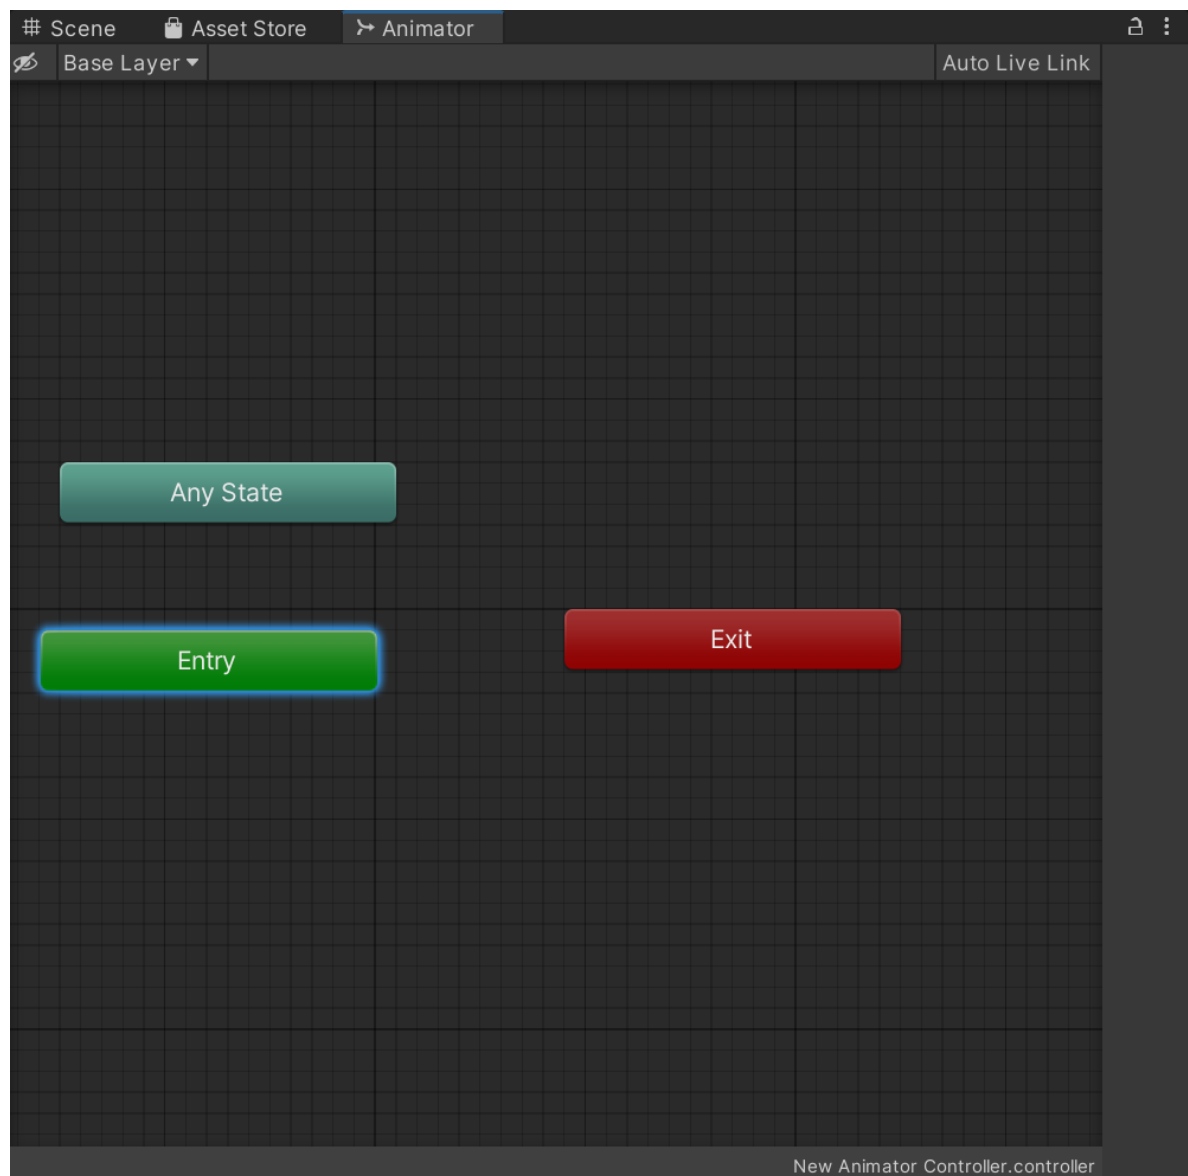 Scene Asset Store Animator
Base Layer Auto Live Link
Any State
Entry
Exit
New Animator Controller.controller